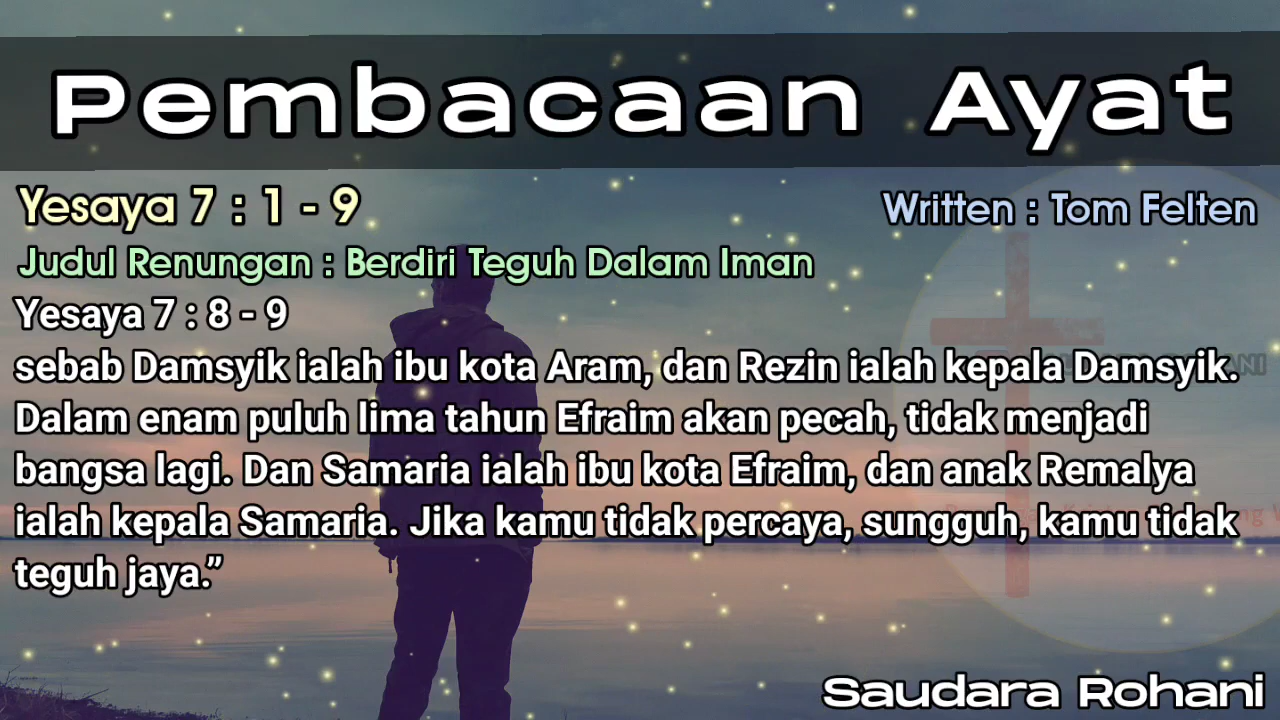 Pembacaan Ayat
Yesaya 7 : 1 - 9
Written : Tom Felten
Judul Renungan : Berdiri Teguh Dalam Iman
Yesaya 7 : 8 - 9
sebab Damsyik ialah ibu kota Aram, dan Rezin ialah kepala Damsyik.
Dalam enam puluh lima tahun Efraim akan pecah, tidak menjadi
bangsa lagi. Dan Samaria ialah ibu kota Efraim, dan anak Remalya
ialah kepala Samaria. Jika kamu tidak percaya, sungguh, kamu tidak
teguh jaya.”
Saudara Rohani